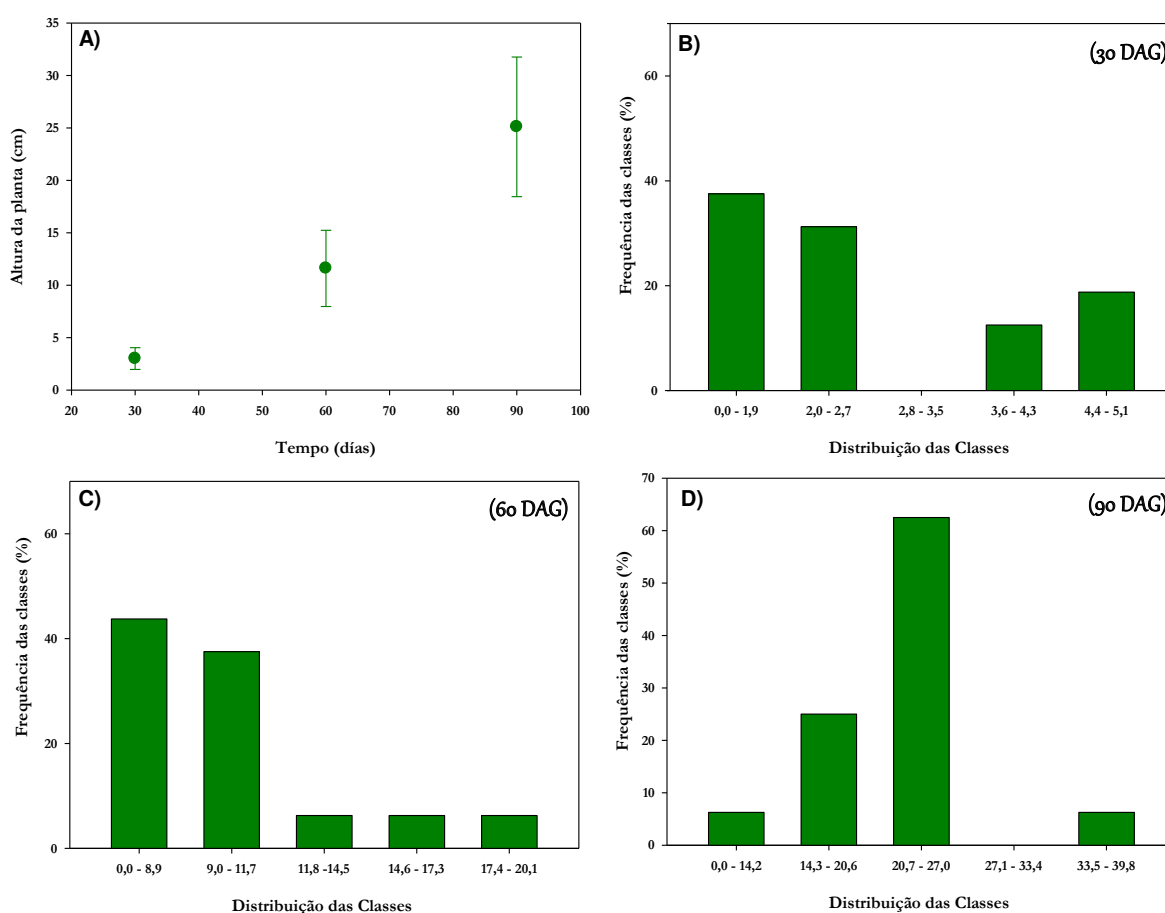 A)
Altura da planta (cm)
35
30
25
20
15
10
5
0
20 30 40 50 60 70 80 90 100
Tempo (días)
B)
(30 DAG)
Frequência das classes (%)
60
40
20
0
0,0 - 1,9 2,0 - 2,7 2,8 - 3,5 3,6 - 4,3 4,4 - 5,1
Distribuição das Classes
C)
(60 DAG)
Frequência das classes (%)
60
40
20
0
0,0 - 8,9 9,0 - 11,7 11,8 -14,5 14,6 - 17,3 17,4 - 20,1
Distribuição das Classes
D)
(90 DAG)
Frequência das classes (%)
70
60
50
40
30
20
10
0
0,0 - 14,2 14,3 - 20,6 20,7 - 27,0 27,1 - 33,4 33,5 - 39,8
Distribuição das Classes